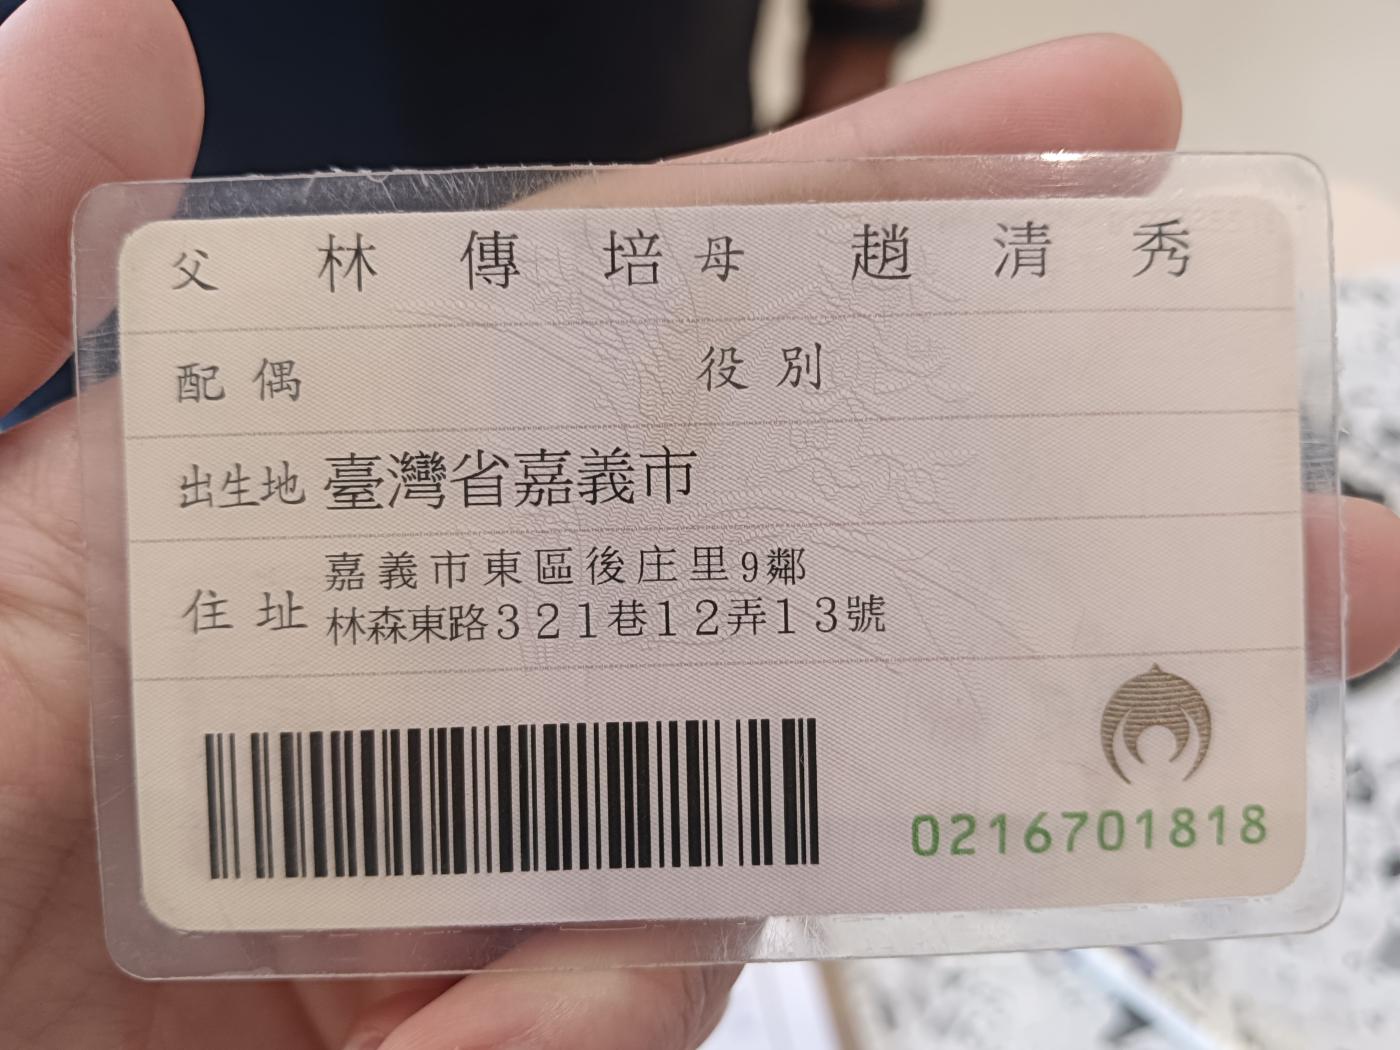 父 林傳培 母 趙清秀
配偶 役別
出生地 臺灣省嘉義市
住址 嘉義市東區後庄里9鄰
林森東路321巷12弄13號
0216701818